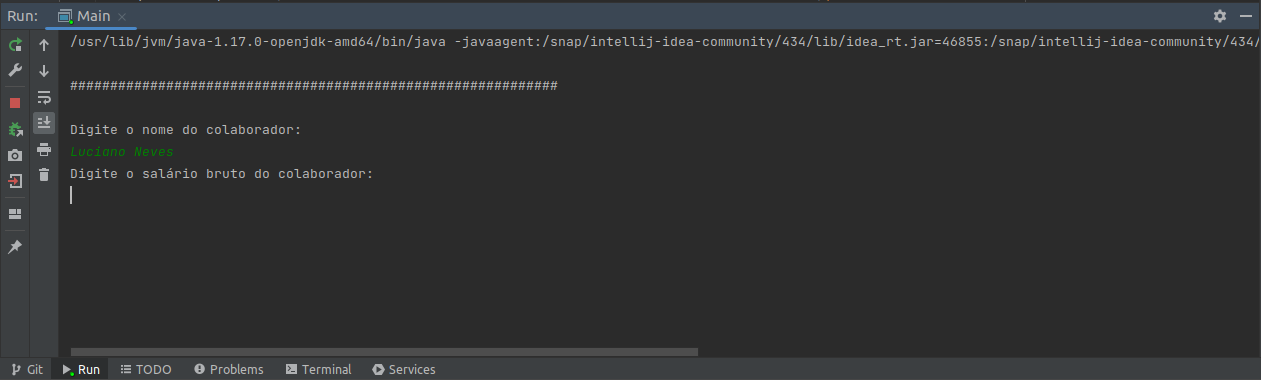 Run: Main
/usr/lib/jvm/java-1.17.0-openjdk-amd64/bin/java -javaagent:/snap/intellij-idea-community/434/lib/idea_rt.jar=46855:/snap/intellij-idea-community/434/
#############################################################
Digite o nome do colaborador:
Luciano Neves
Digite o salário bruto do colaborador:
Git Run TODO Problems Terminal Services